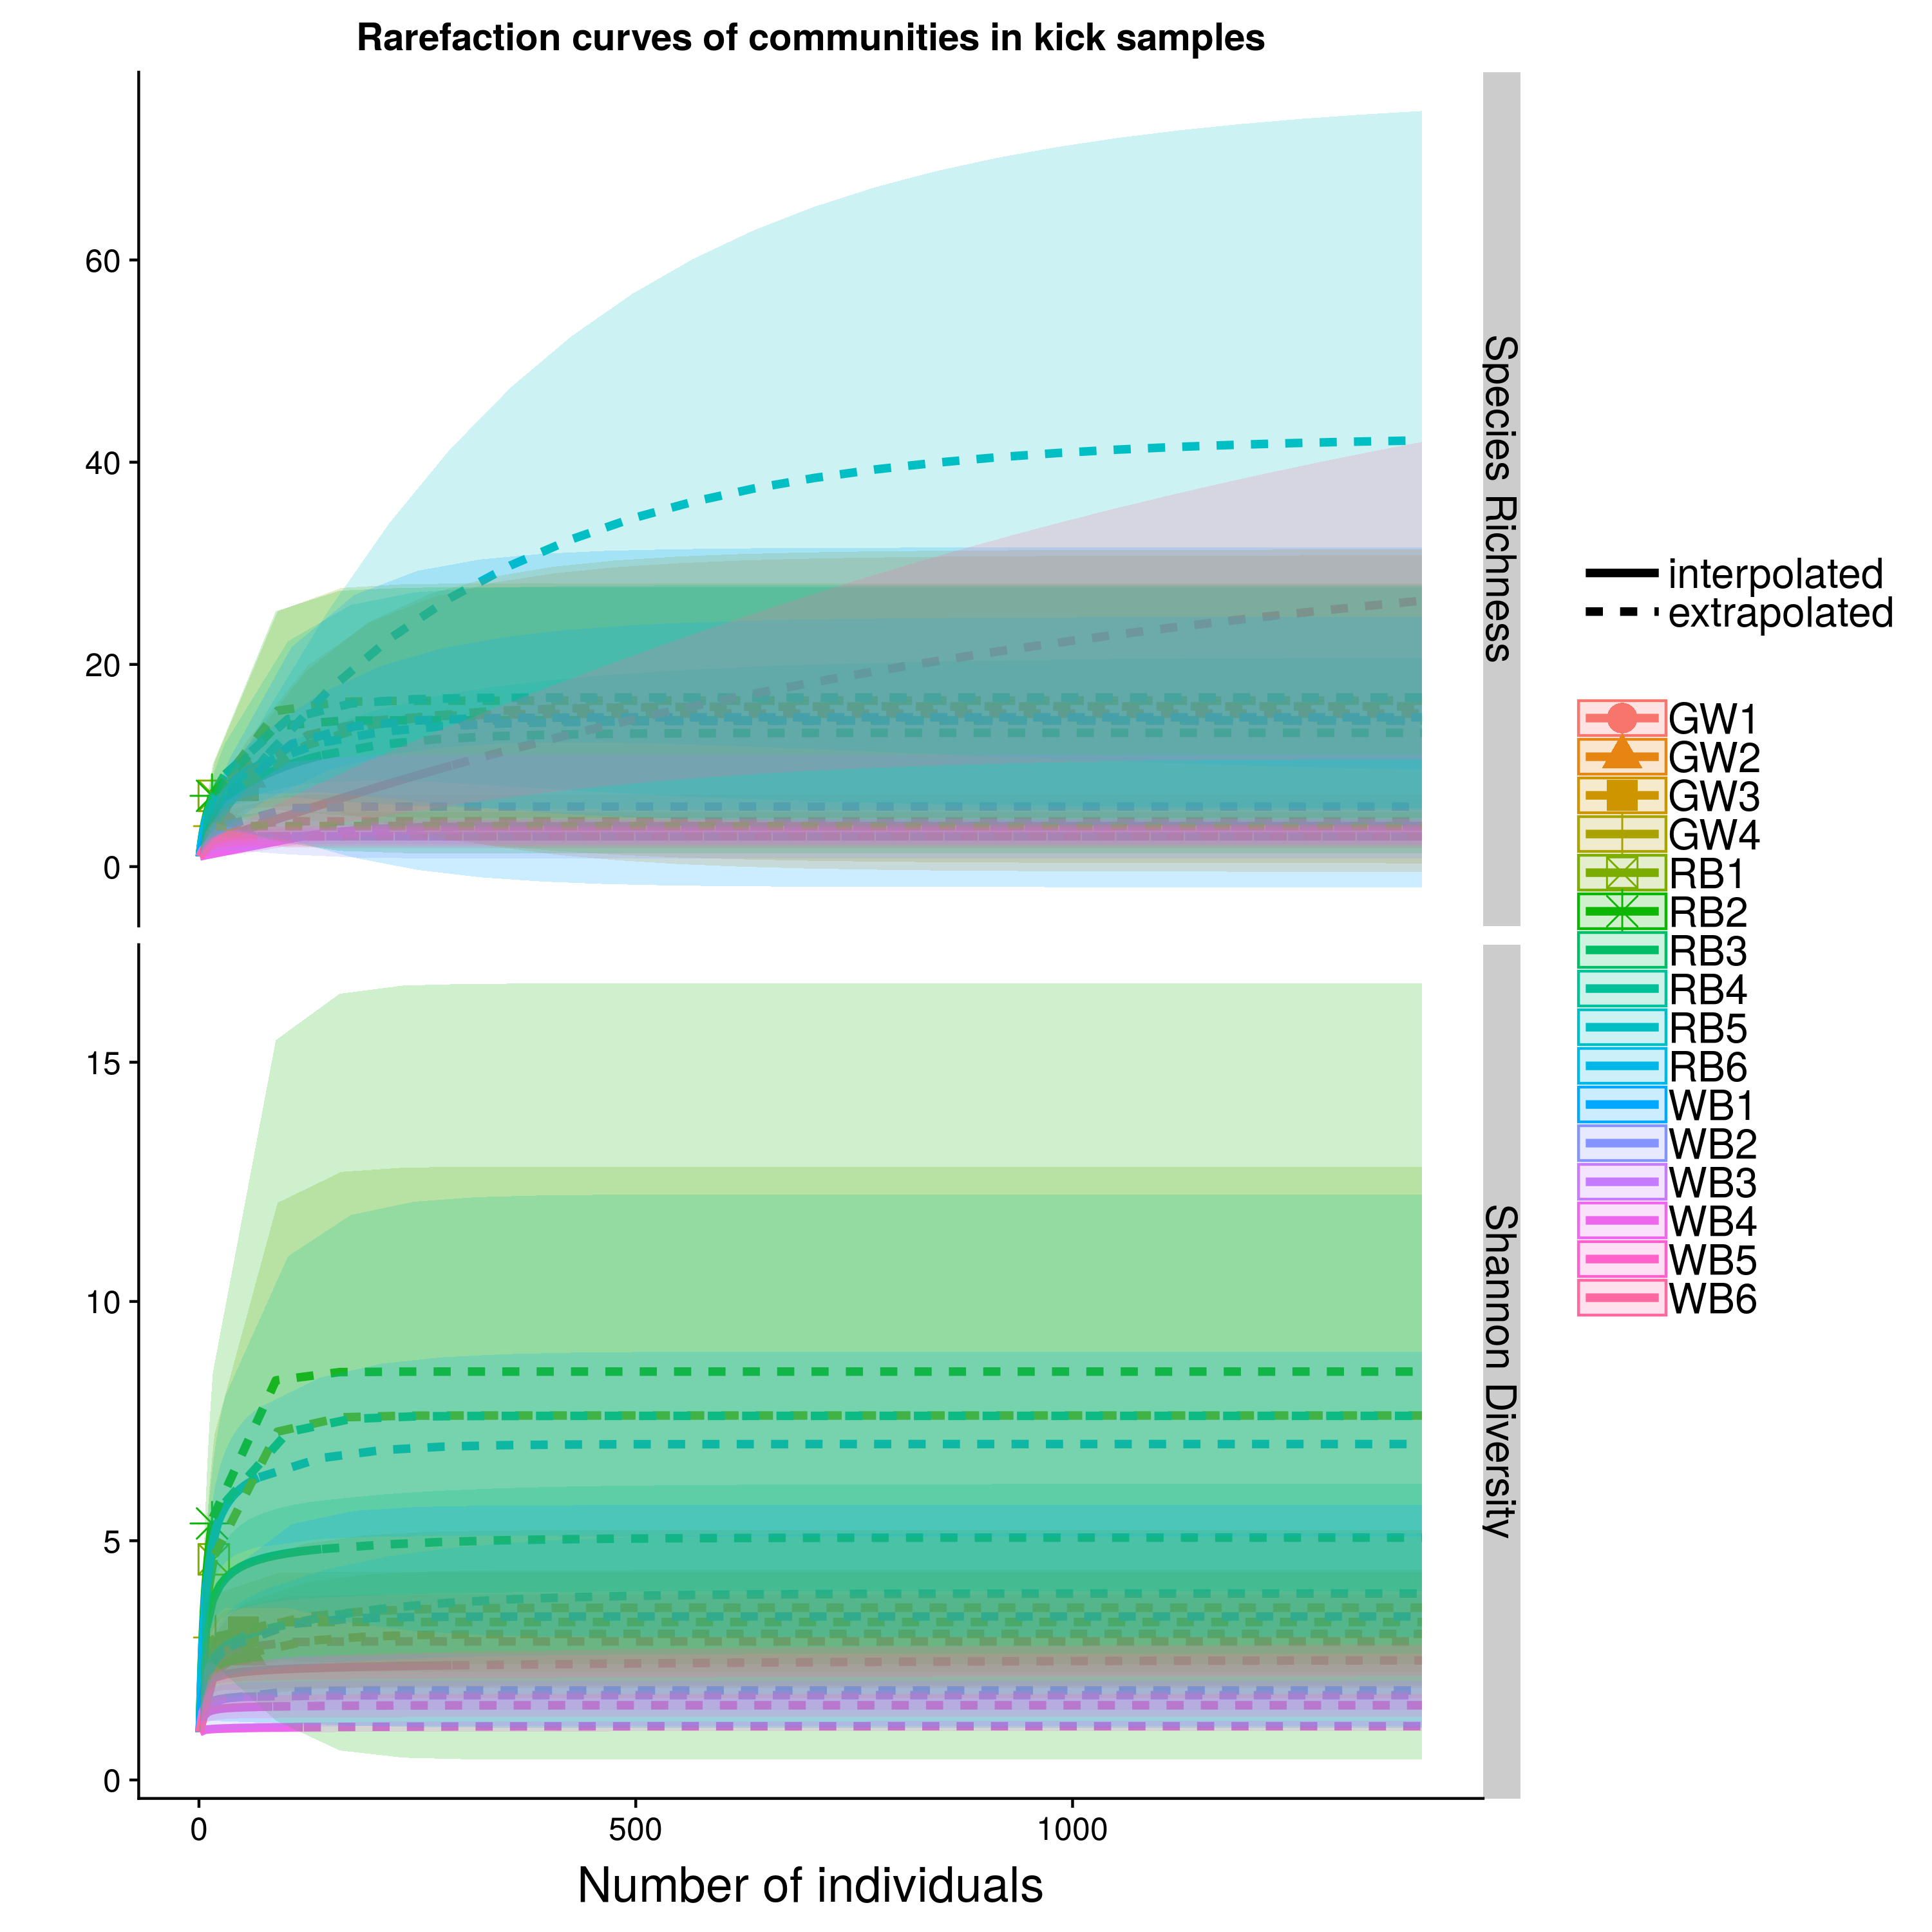 Rarefaction curves of communities in kick samples
60
40
20
0
Species Richness
15
10
5
0
Shannon Diversity
0
500
1000
Number of individuals
interpolated
extrapolated
GW1
GW2
GW3
GW4
RB1
RB2
RB3
RB4
RB5
RB6
WB1
WB2
WB3
WB4
WB5
WB6